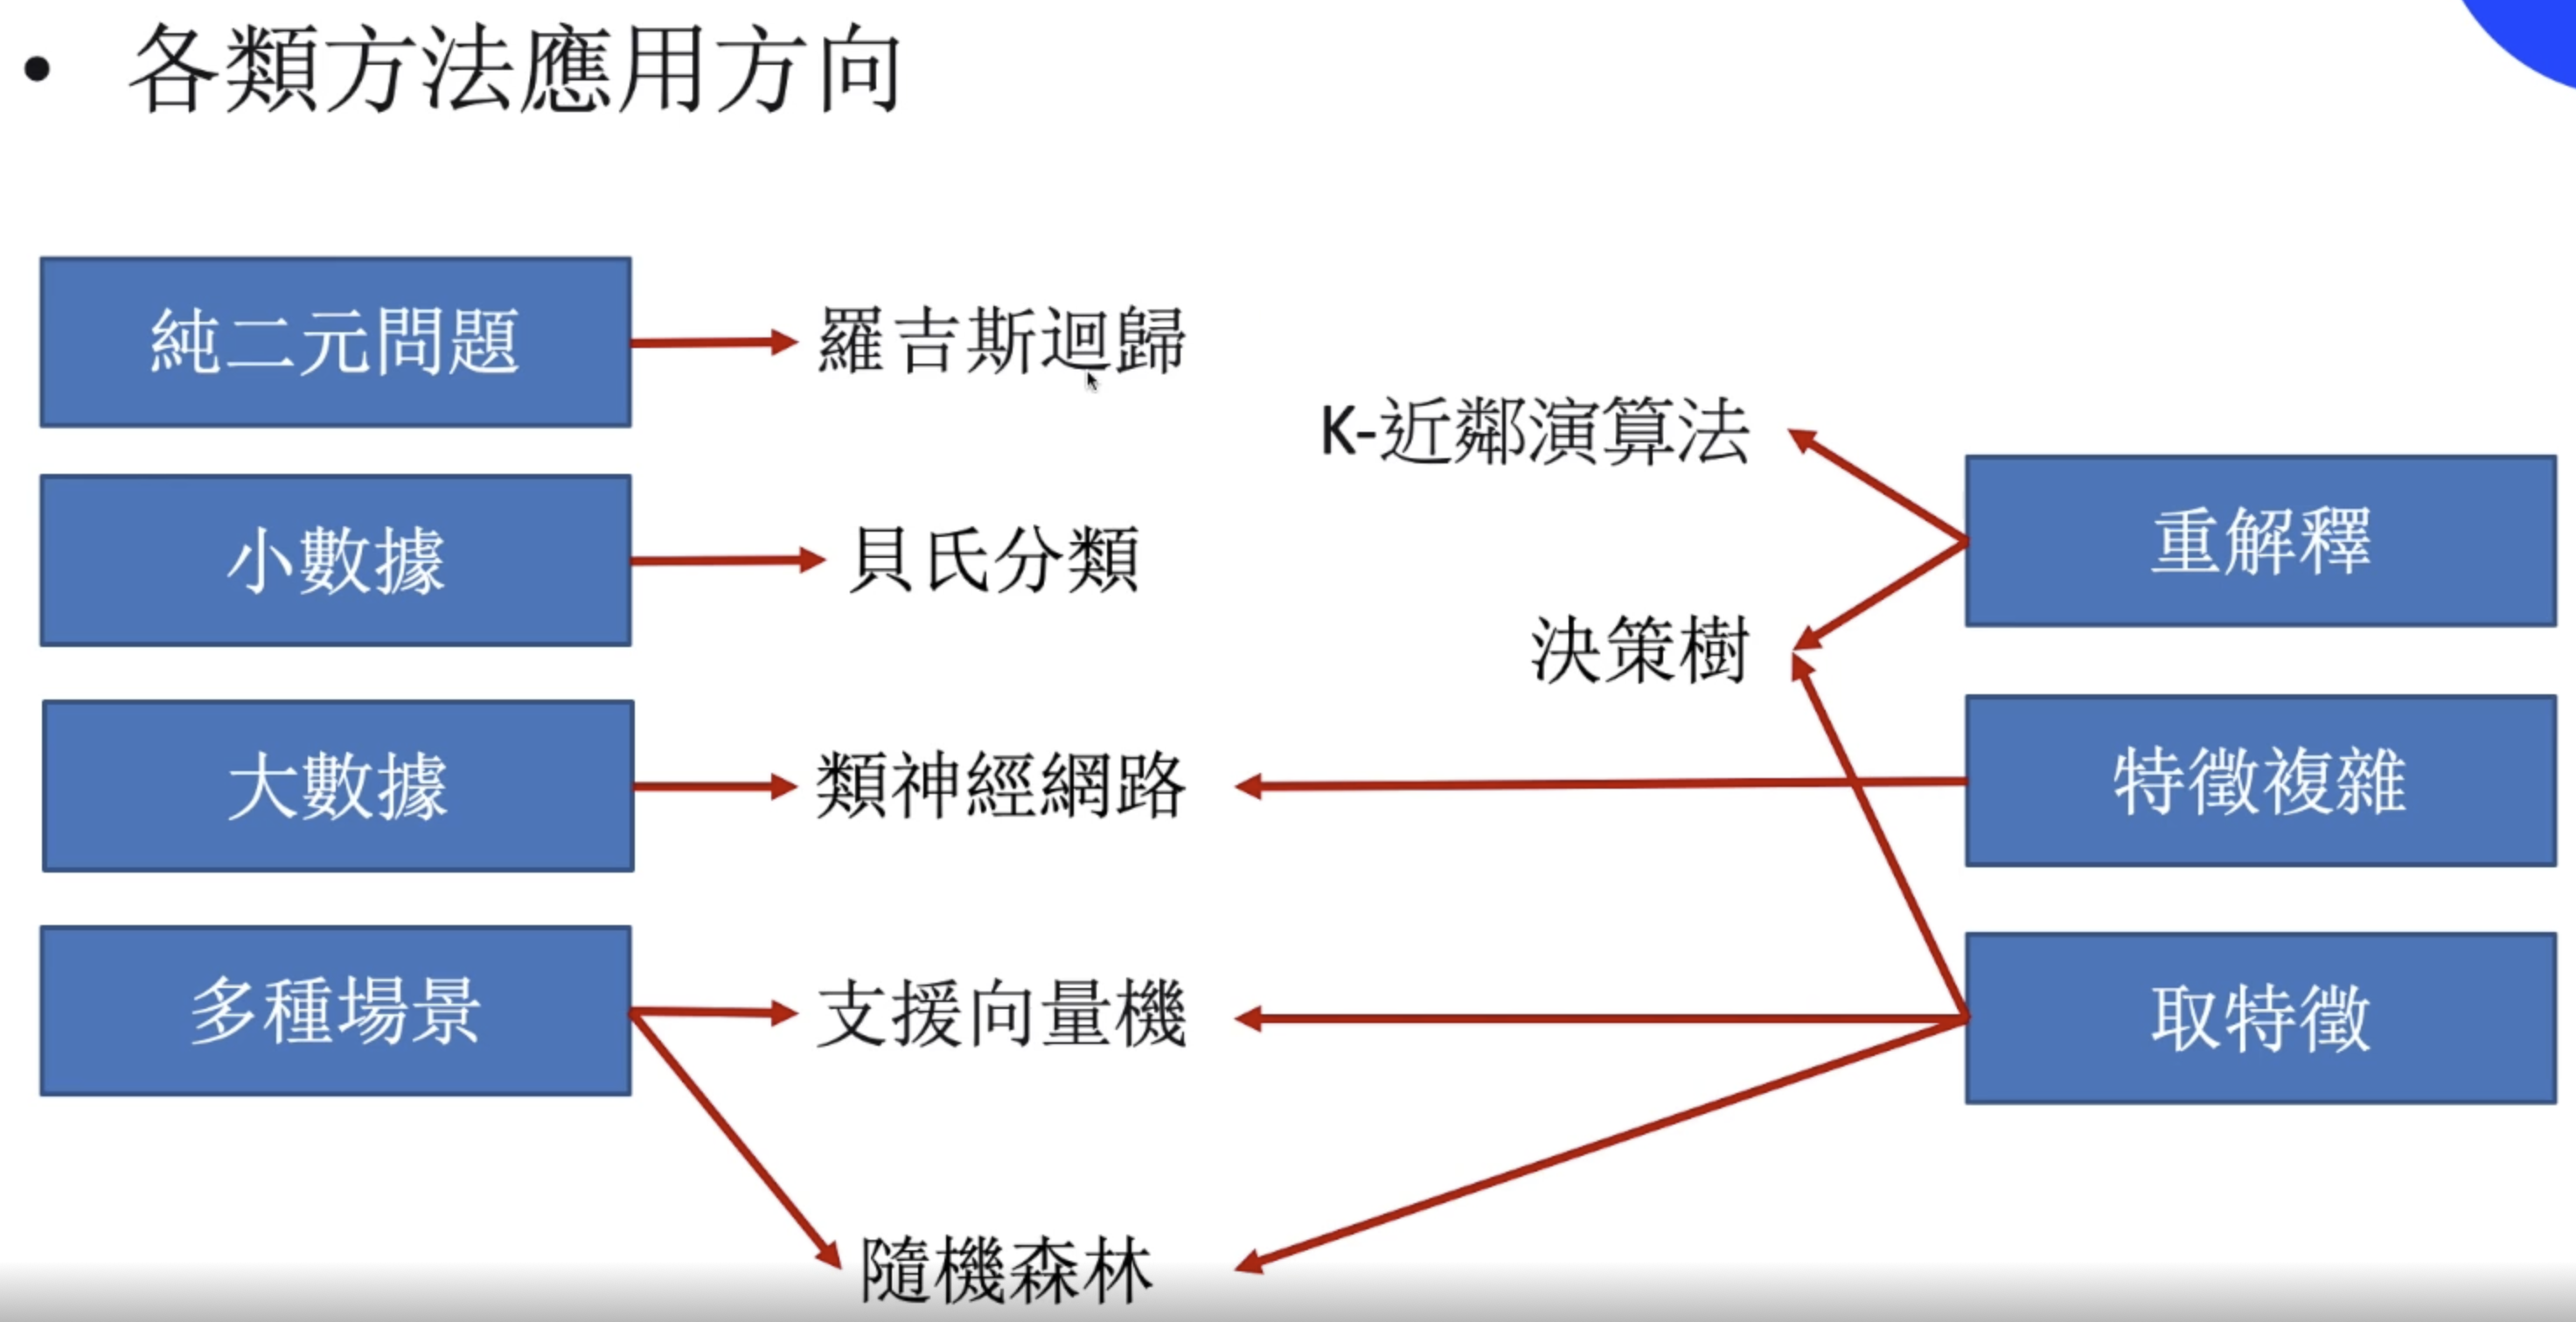 • 各類方法應用方向
純二元問題
羅吉斯迴歸
K-近鄰演算法
小數據
貝氏分類
重解釋
決策樹
大數據
類神經網路
特徵複雜
多種場景
支援向量機
取特徵
隨機森林